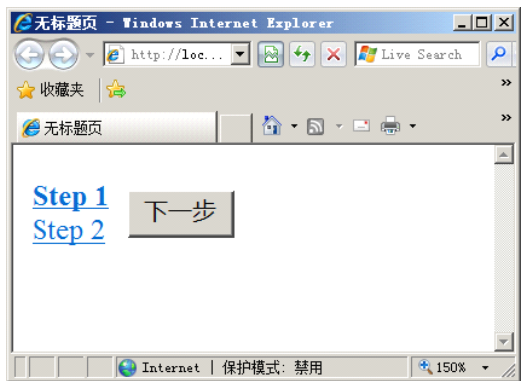 无标题页 - Windows Internet Explorer
http://loc...
Live Search
收藏夹
无标题页
Step 1
Step 2
下一步
Internet | 保护模式: 禁用
150%